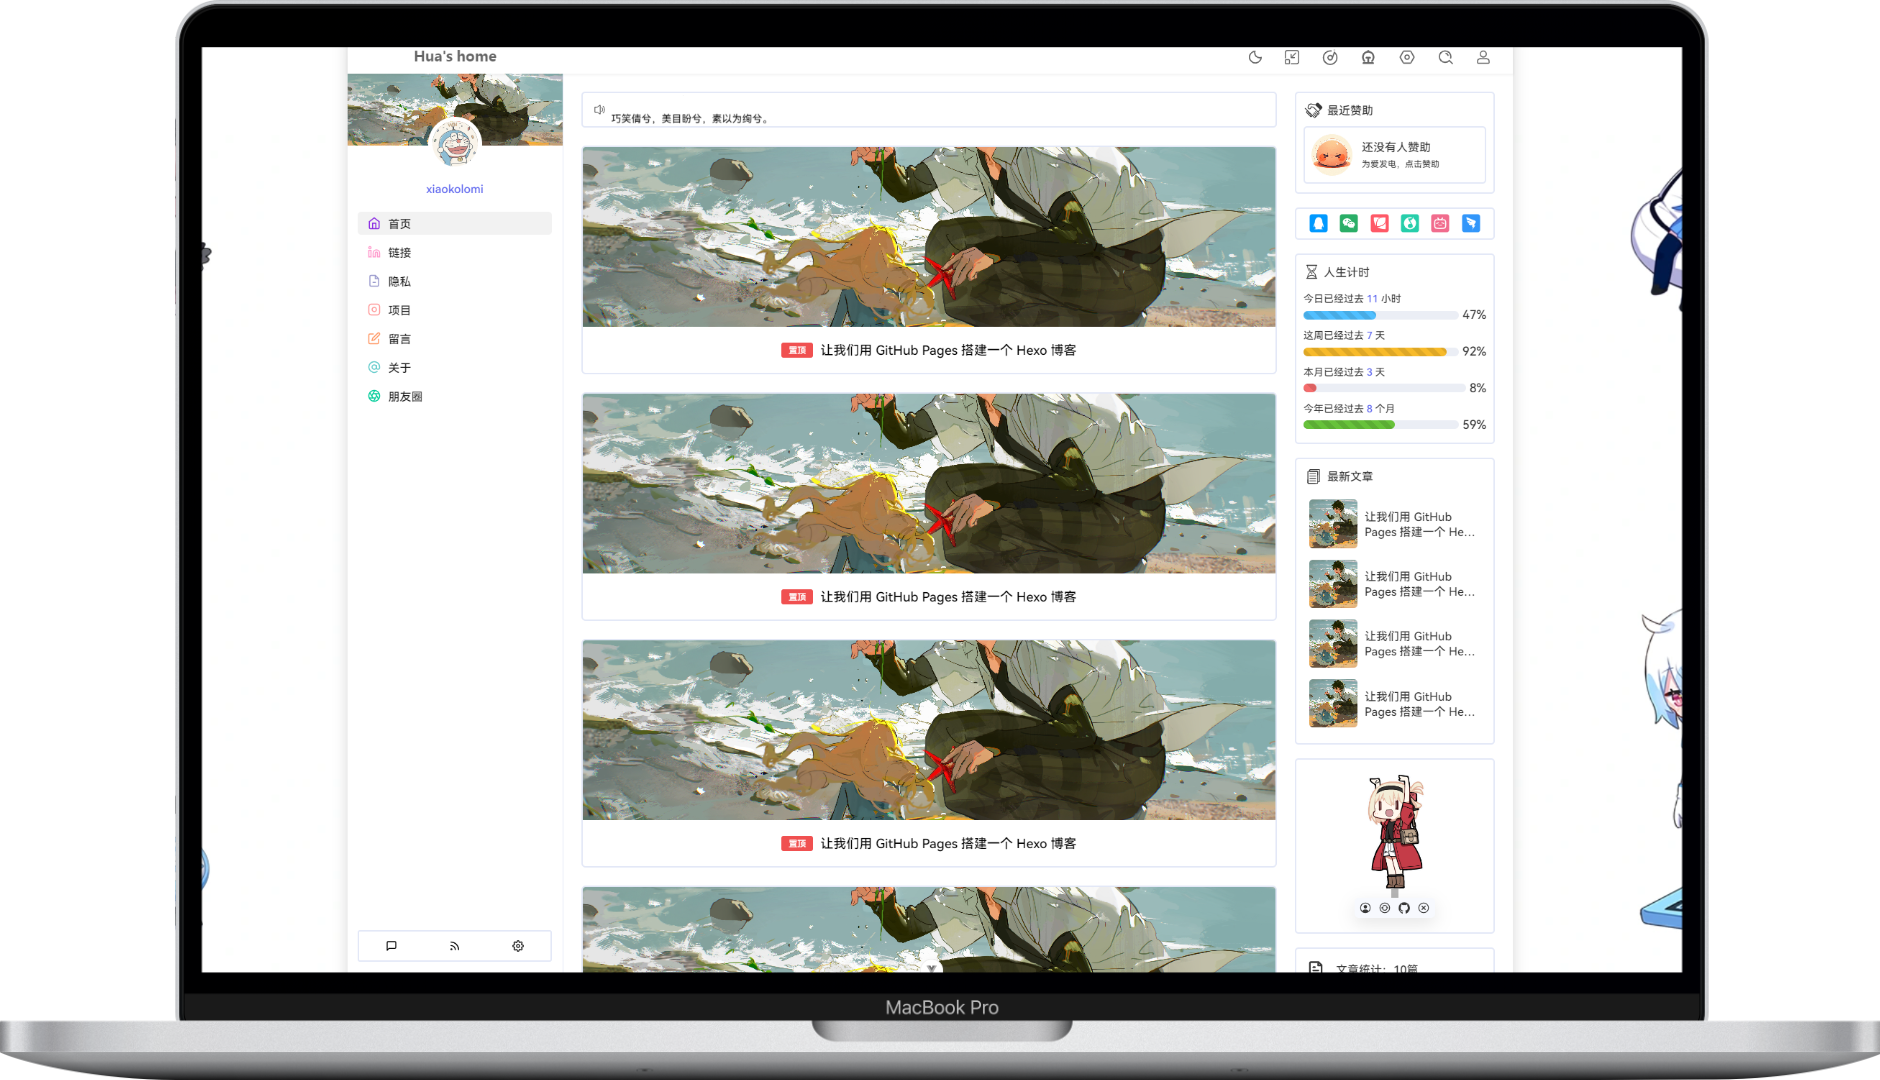 Hua's home
xiaokolomi
首页
链接
隐私
项目
留言
关于
朋友圈
巧笑倩兮，美目盼兮，素以为绚兮。
置顶 让我们用 GitHub Pages 搭建一个 Hexo 博客
置顶 让我们用 GitHub Pages 搭建一个 Hexo 博客
置顶 让我们用 GitHub Pages 搭建一个 Hexo 博客
最近赞助
还没有人赞助
为爱发电，点击赞助
人生计时
今日已经过去 11 小时
47%
这周已经过去 7 天
92%
本月已经过去 3 天
8%
今年已经过去 8 个月
59%
最新文章
让我们用 GitHub
Pages 搭建一个 He...
让我们用 GitHub
Pages 搭建一个 He...
让我们用 GitHub
Pages 搭建一个 He...
让我们用 GitHub
Pages 搭建一个 He...
文章统计：10篇
MacBook Pro